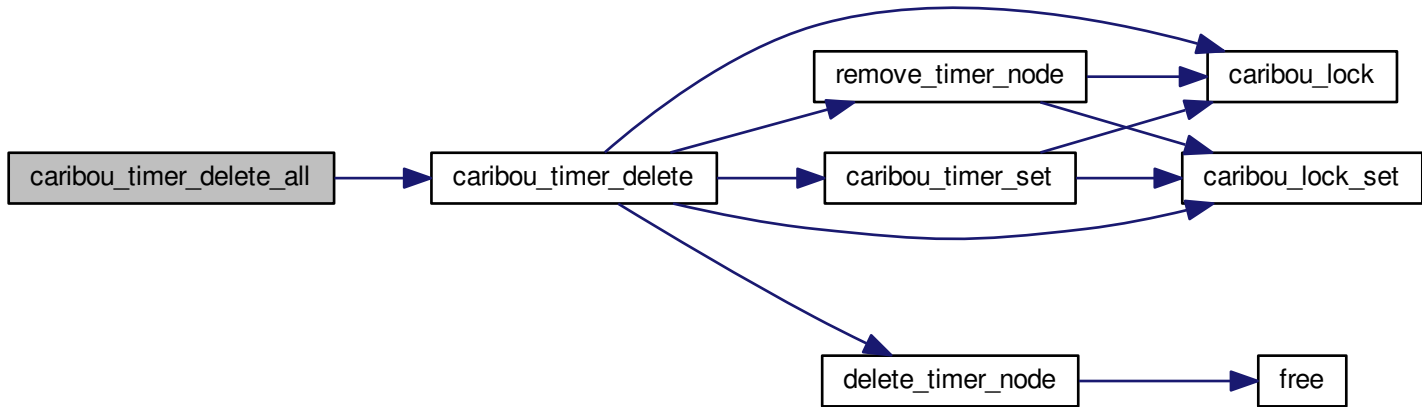 caribou_timer_delete_all
caribou_timer_delete
remove_timer_node
caribou_timer_set
delete_timer_node
caribou_lock
caribou_lock_set
free